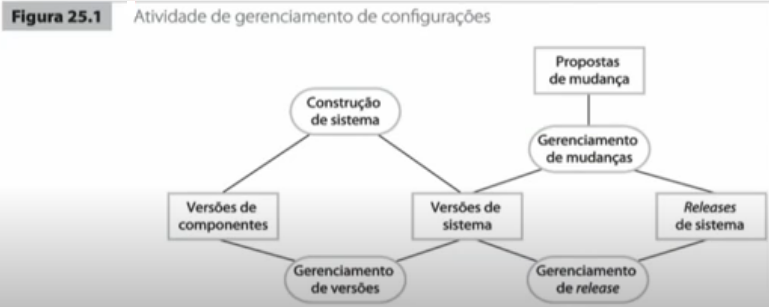 Figura 25.1 Atividade de gerenciamento de configurações
Propostas
de mudança
Construção
de sistema
Gerenciamento
de mudanças
Versões de
componentes
Versões de
sistema
Releases
de sistema
Gerenciamento
de versões
Gerenciamento
de release